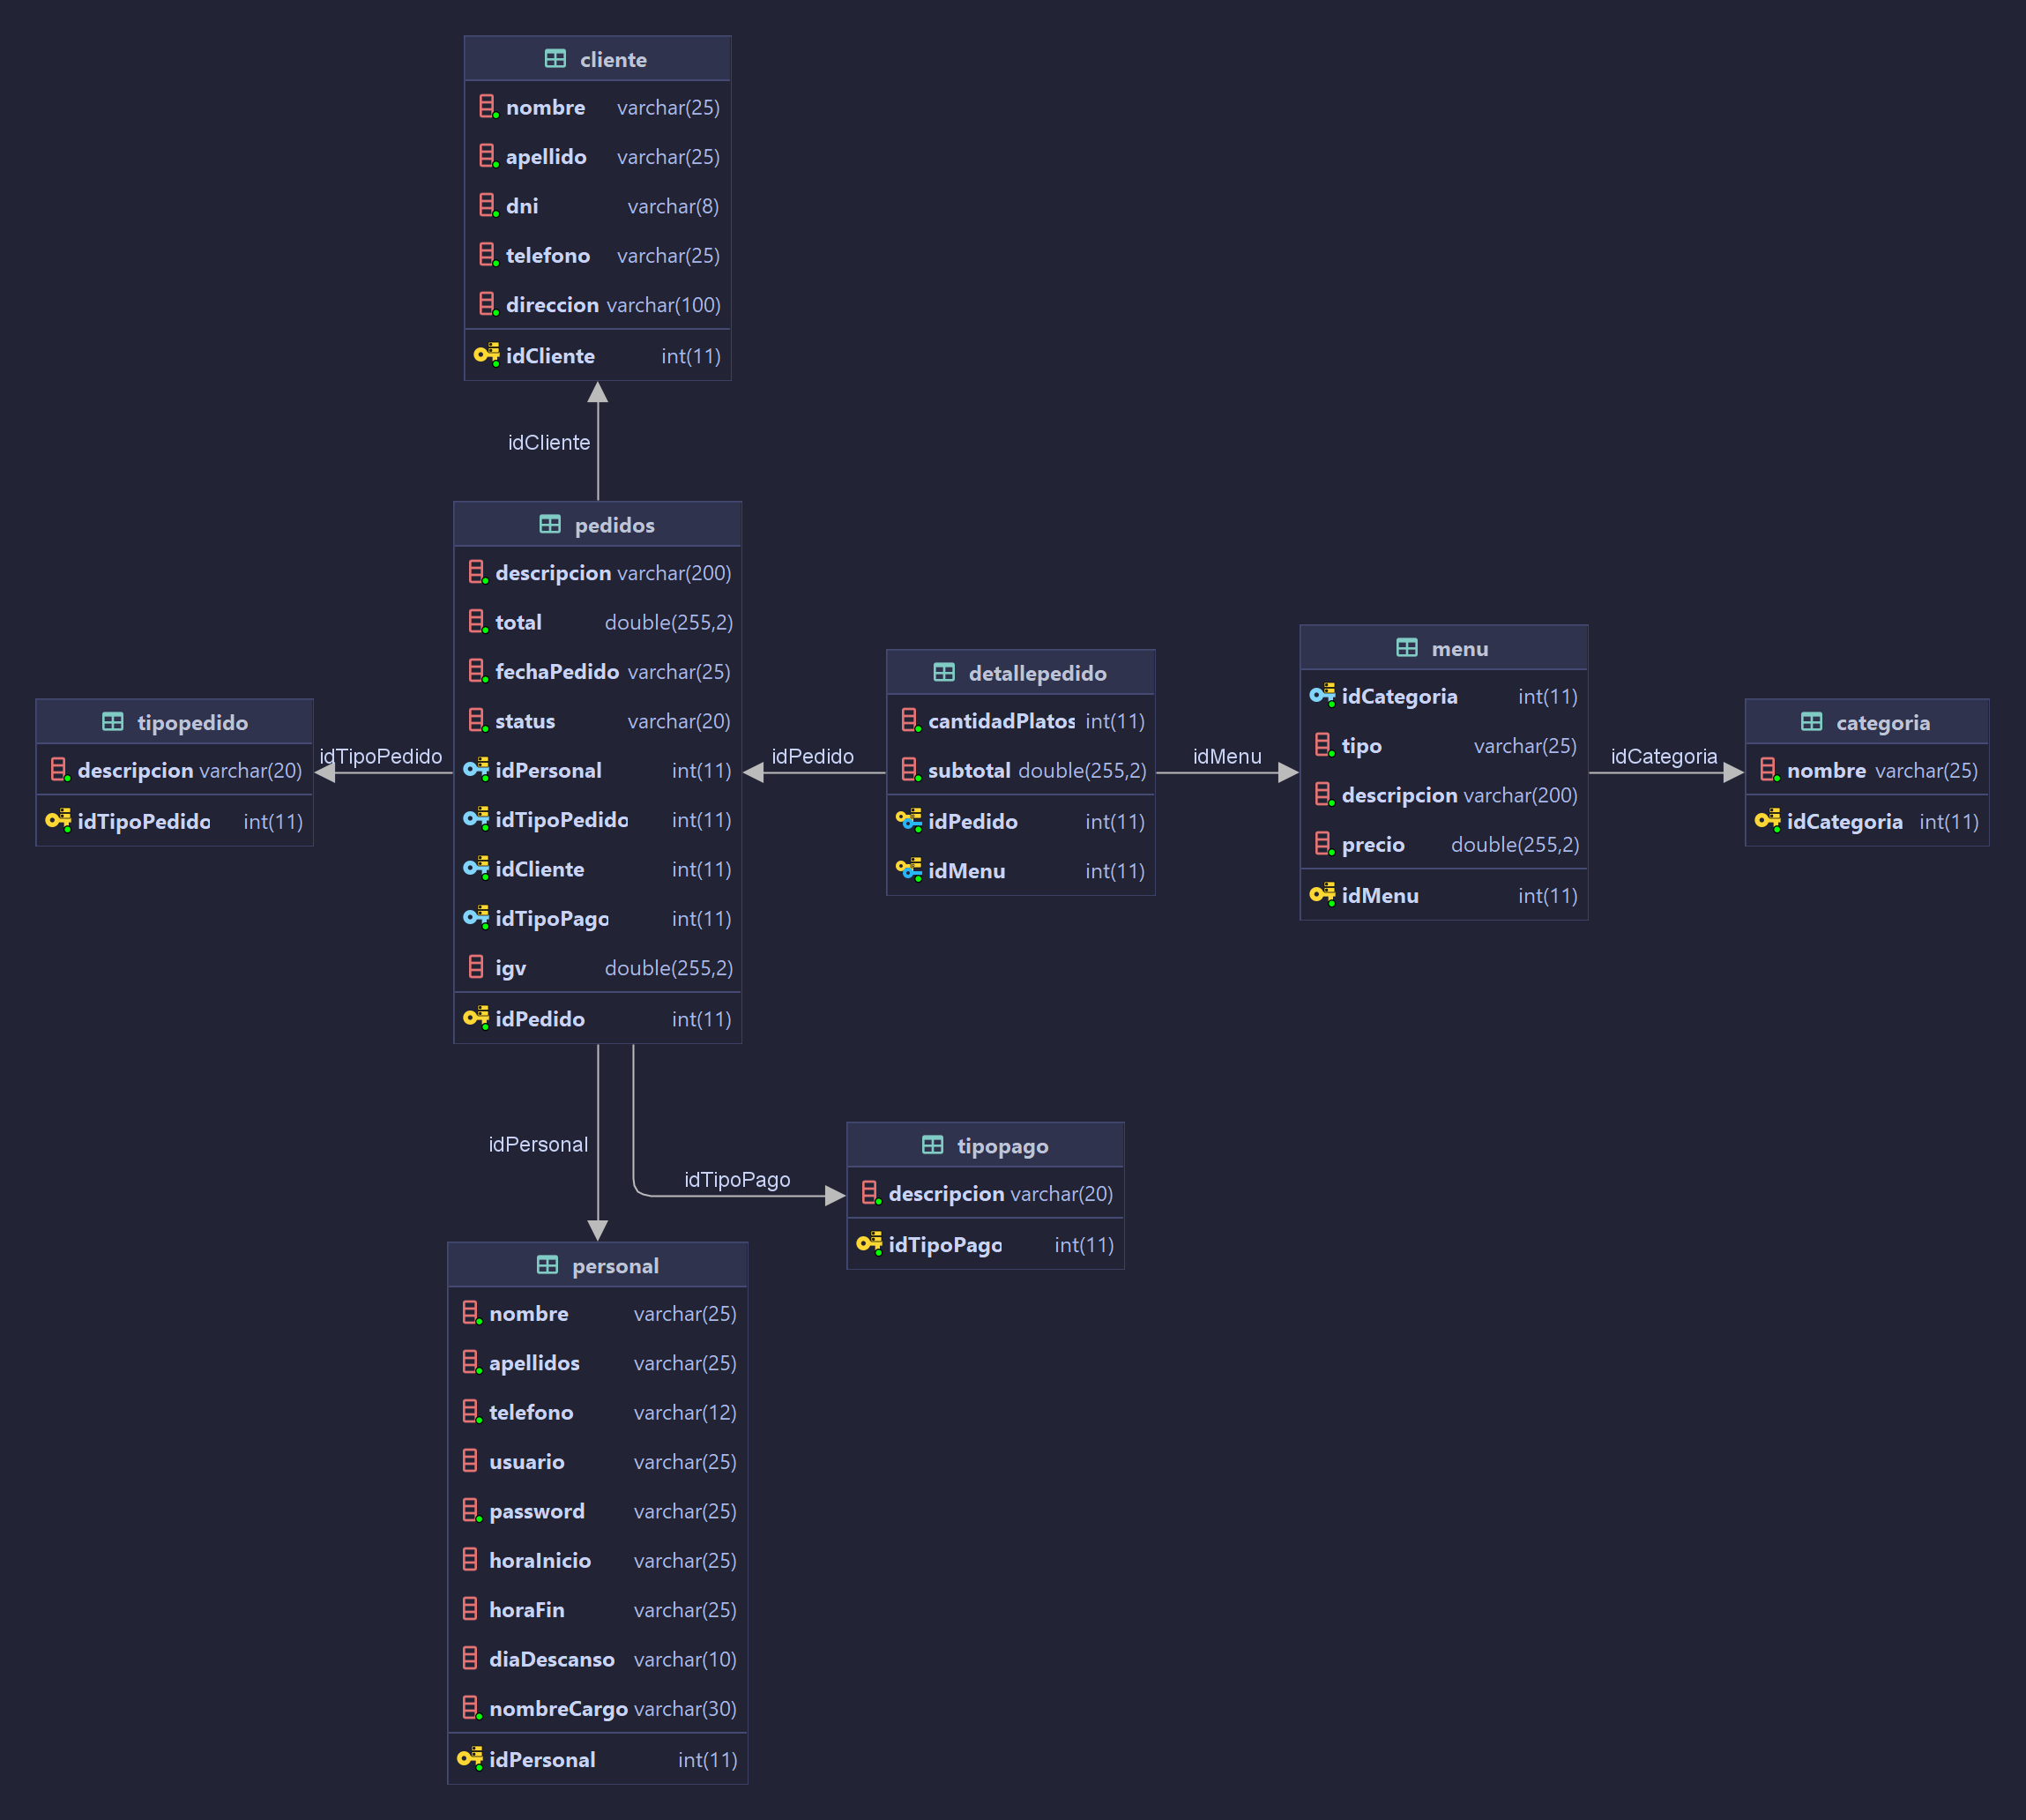 cliente
nombre varchar(25)
apellido varchar(25)
dni varchar(8)
telefono varchar(25)
direccion varchar(100)
idCliente int(11)
idCliente
pedidos
descripcion varchar(200)
total double(255,2)
fechaPedido varchar(25)
status varchar(20)
idPersonal int(11)
idTipoPedido int(11)
idCliente int(11)
idTipoPago int(11)
igv double(255,2)
idPedido int(11)
tipopedido
descripcion varchar(20)
idTipoPedido int(11)
idTipoPedido
idPedido
detallepedido
cantidadPlatos int(11)
subtotal double(255,2)
idPedido int(11)
idMenu int(11)
idMenu
menu
idCategoria int(11)
tipo varchar(25)
descripcion varchar(200)
precio double(255,2)
idMenu int(11)
idCategoria
categoria
nombre varchar(25)
idCategoria int(11)
idPersonal
idTipoPago
tipopago
descripcion varchar(20)
idTipoPago int(11)
personal
nombre varchar(25)
apellidos varchar(25)
telefono varchar(12)
usuario varchar(25)
password varchar(25)
horaInicio varchar(25)
horaFin varchar(25)
diaDescanso varchar(10)
nombreCargo varchar(30)
idPersonal int(11)